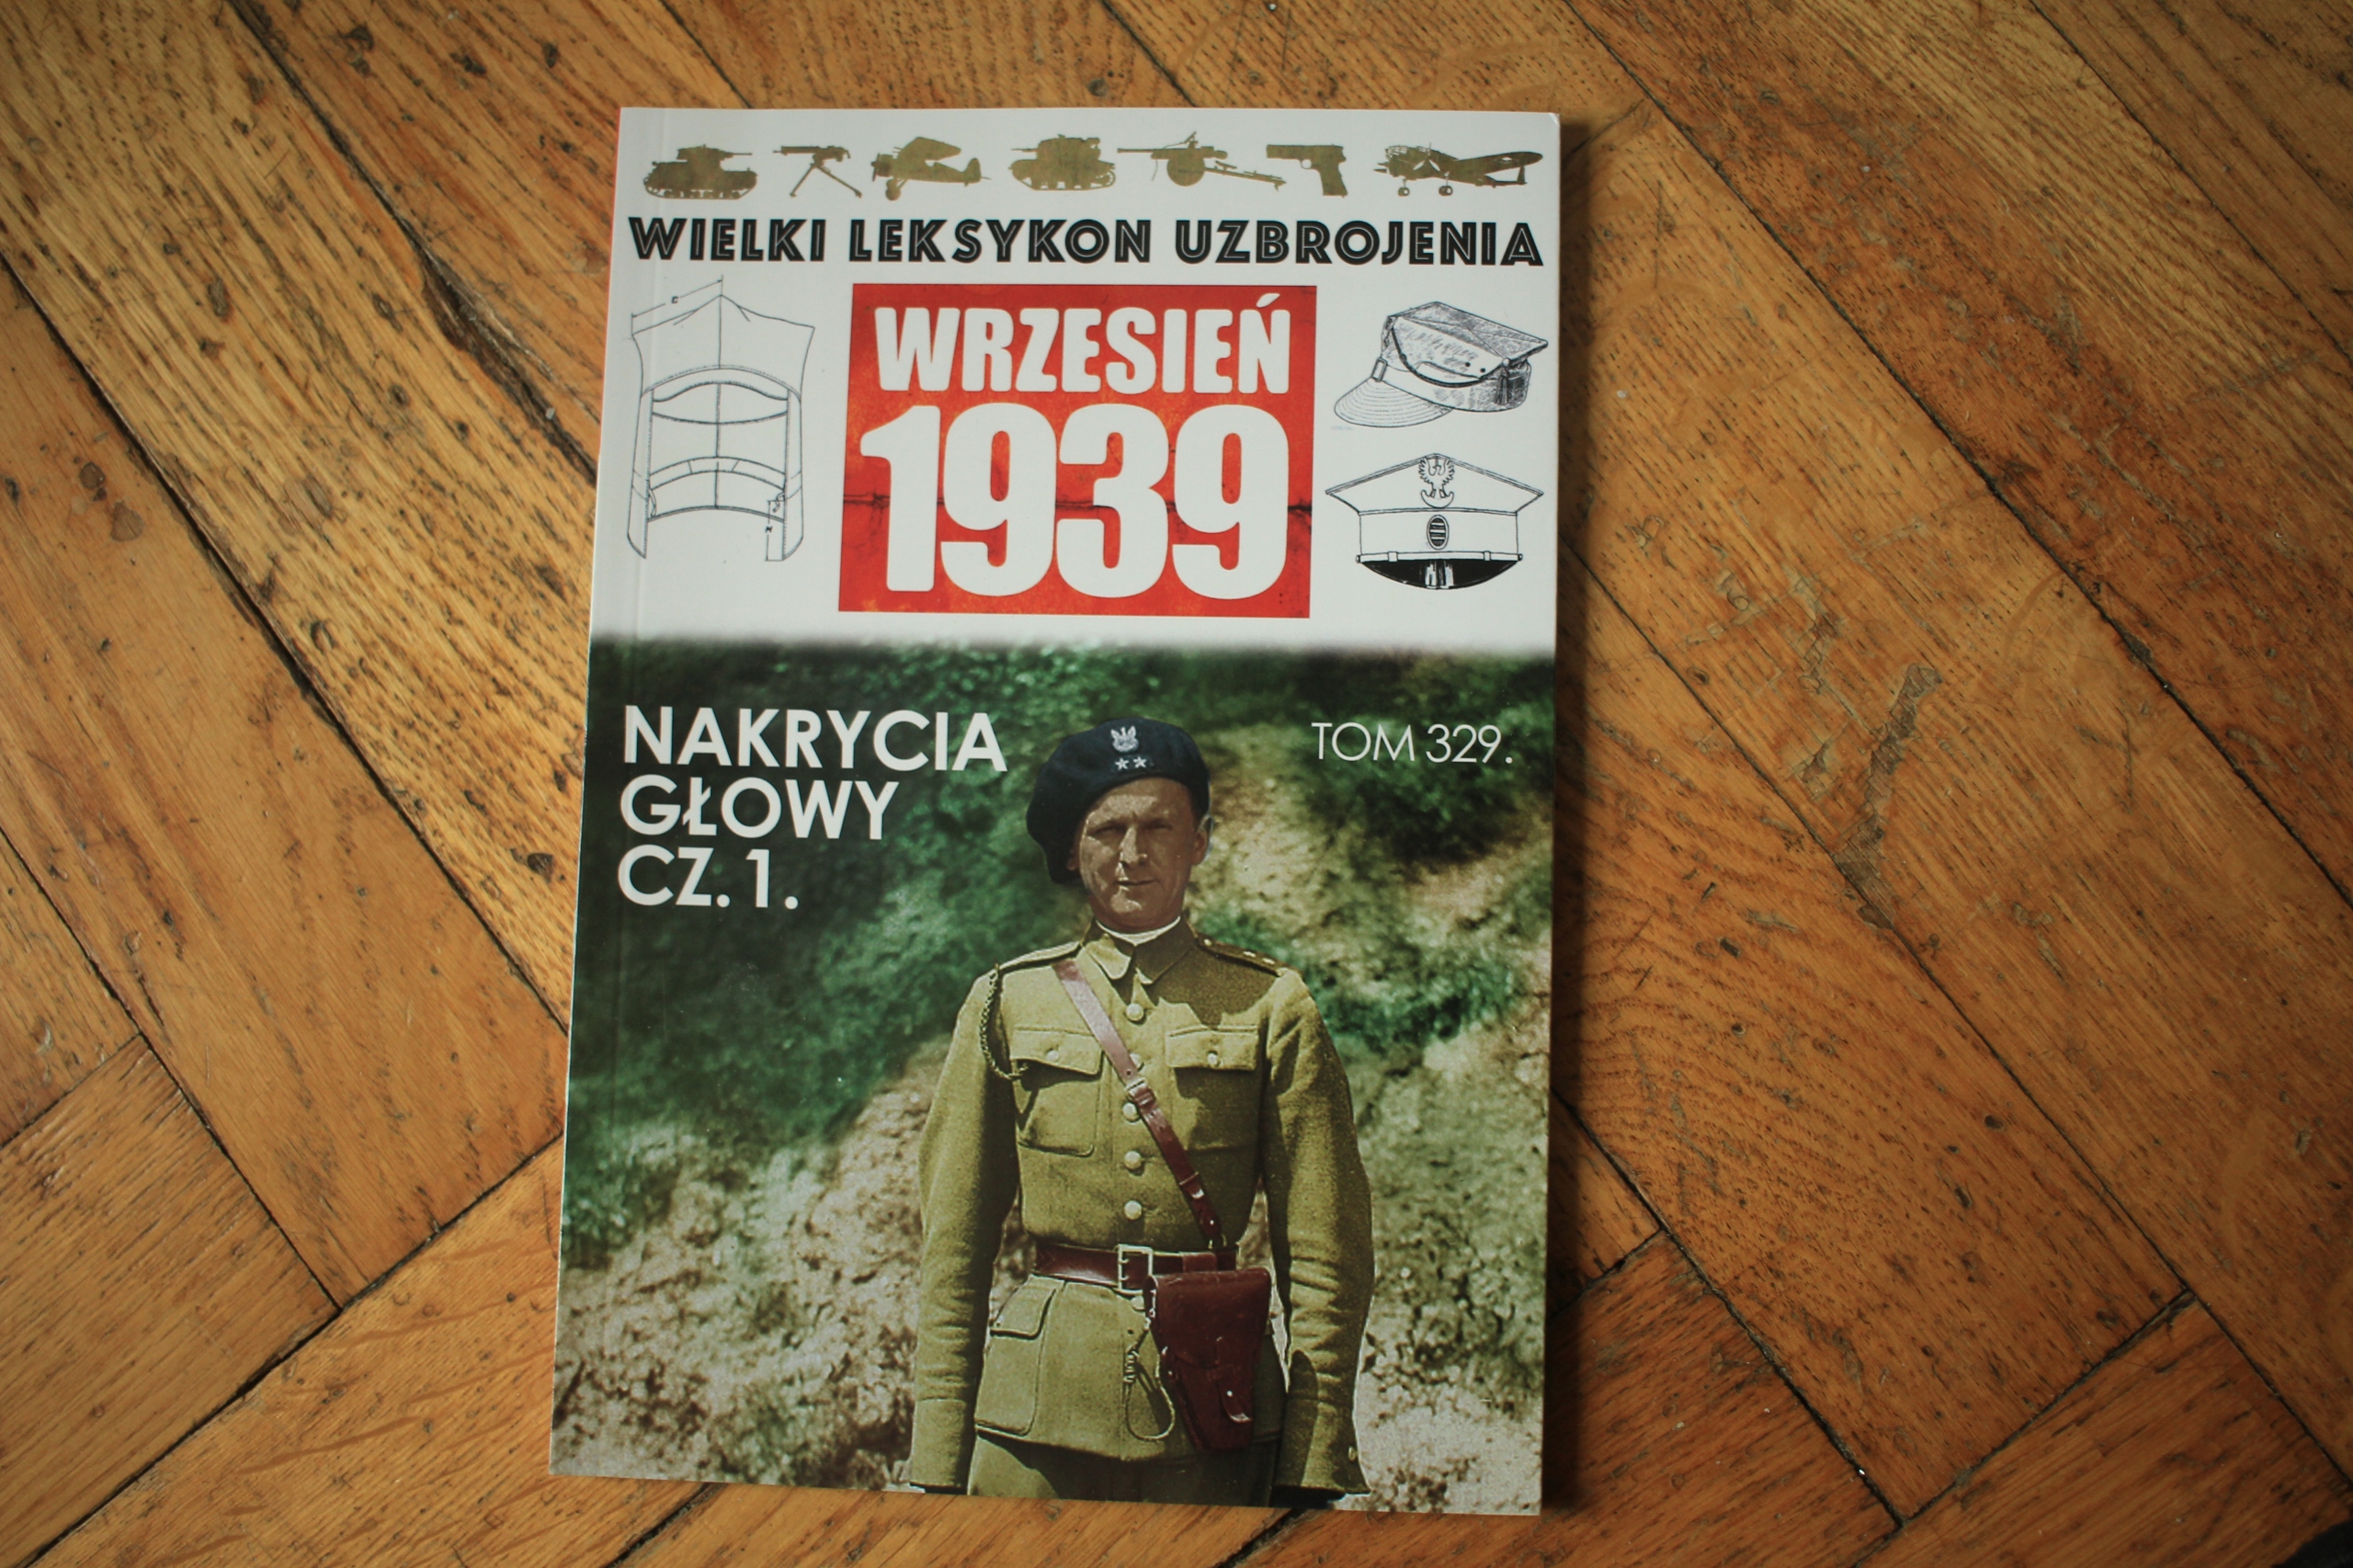 WIELKI LEKSYKON UZBROJENIA
WRZESIEŃ
1939
NAKRYCIA
GŁOWY
CZ. 1.
TOM 329.